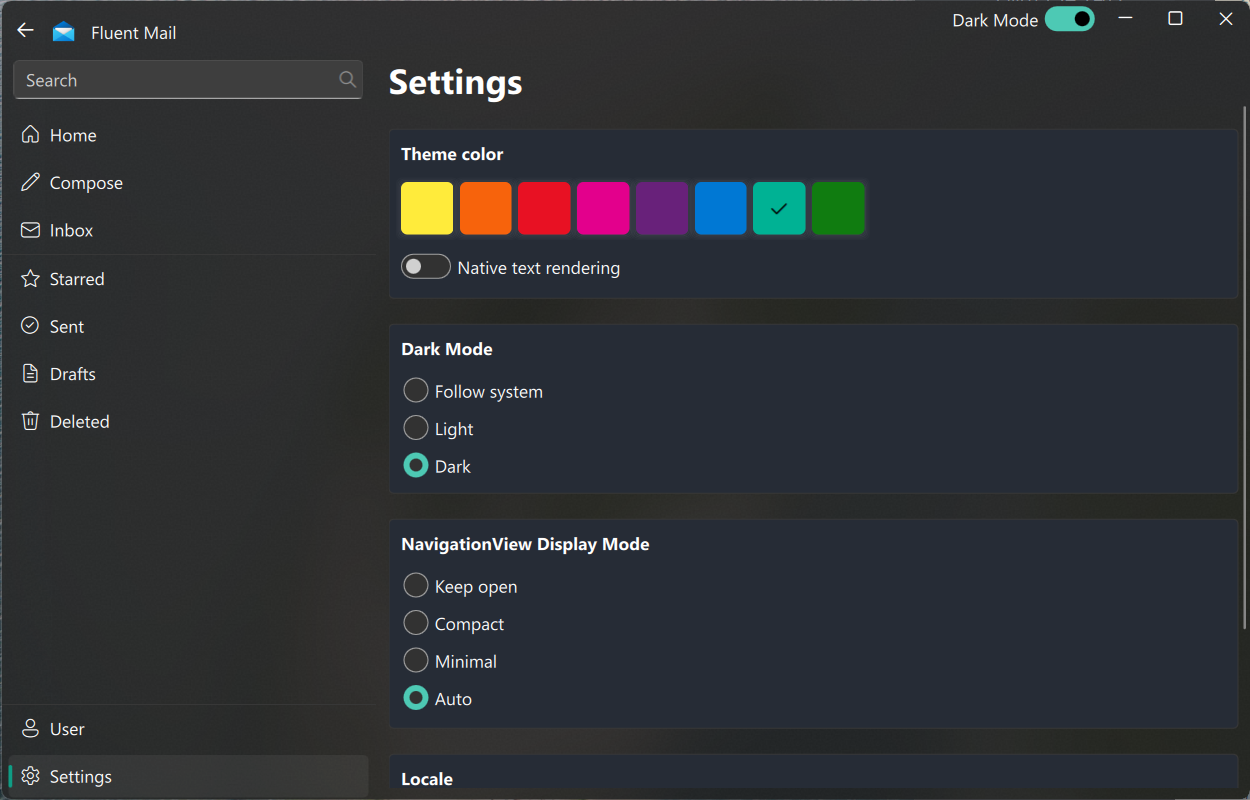 Fluent Mail
Dark Mode
Search
Home
Compose
Inbox
Starred
Sent
Drafts
Deleted
User
Settings
Settings
Theme color
Native text rendering
Dark Mode
Follow system
Light
Dark
NavigationView Display Mode
Keep open
Compact
Minimal
Auto
Locale